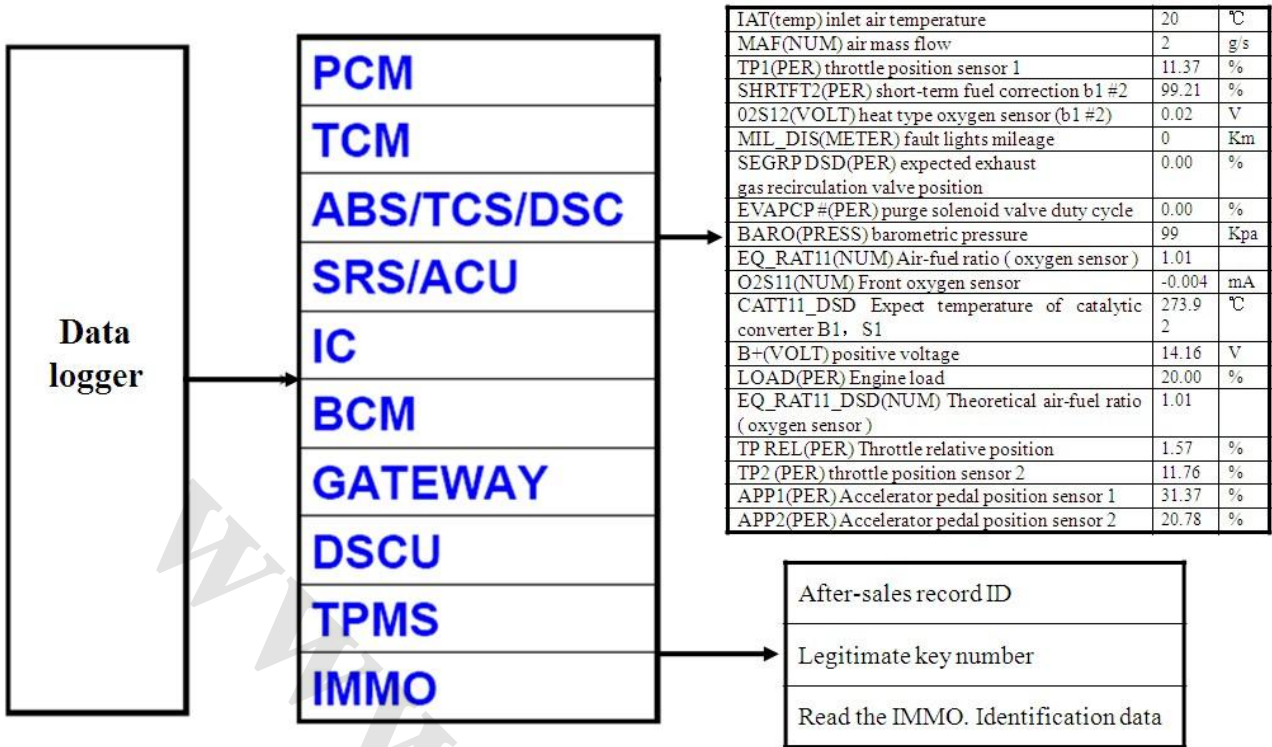 Data
logger
PCM
TCM
ABS/TCS/DSC
SRS/ACU
IC
BCM
GATEWAY
DSCU
TPMS
IMMO
IAT(temp) inlet air temperature 20 ℃
MAF(NUM) air mass flow 2 g/s
TP1(PER) throttle position sensor 1 11.37 %
SHRTFT2(PER) short-term fuel correction b1 #2 99.21 %
02S12(VOLT) heat type oxygen sensor (b1 #2) 0.02 V
MIL_DIS(METER) fault lights mileage 0 Km
SEGRP DSD(PER) expected exhaust 0.00 %
gas recirculation valve position
EVAPCP #(PER) purge solenoid valve duty cycle 0.00 %
BARO(PRESS) barometric pressure 99 Kpa
EQ_RAT11(NUM) Air-fuel ratio ( oxygen sensor ) 1.01
O2S11(NUM) Front oxygen sensor -0.004 mA
CATT11_DSD Expect temperature of catalytic 273.9 ℃
converter B1, S1 2
B+(VOLT) positive voltage 14.16 V
LOAD(PER) Engine load 20.00 %
EQ_RAT11_DSD(NUM) Theoretical air-fuel ratio 1.01
( oxygen sensor )
TP REL(PER) Throttle relative position 1.57 %
TP2 (PER) throttle position sensor 2 11.76 %
APP1(PER) Accelerator pedal position sensor 1 31.37 %
APP2(PER) Accelerator pedal position sensor 2 20.78 %
After-sales record ID
Legitimate key number
Read the IMMO. Identification data
WWW